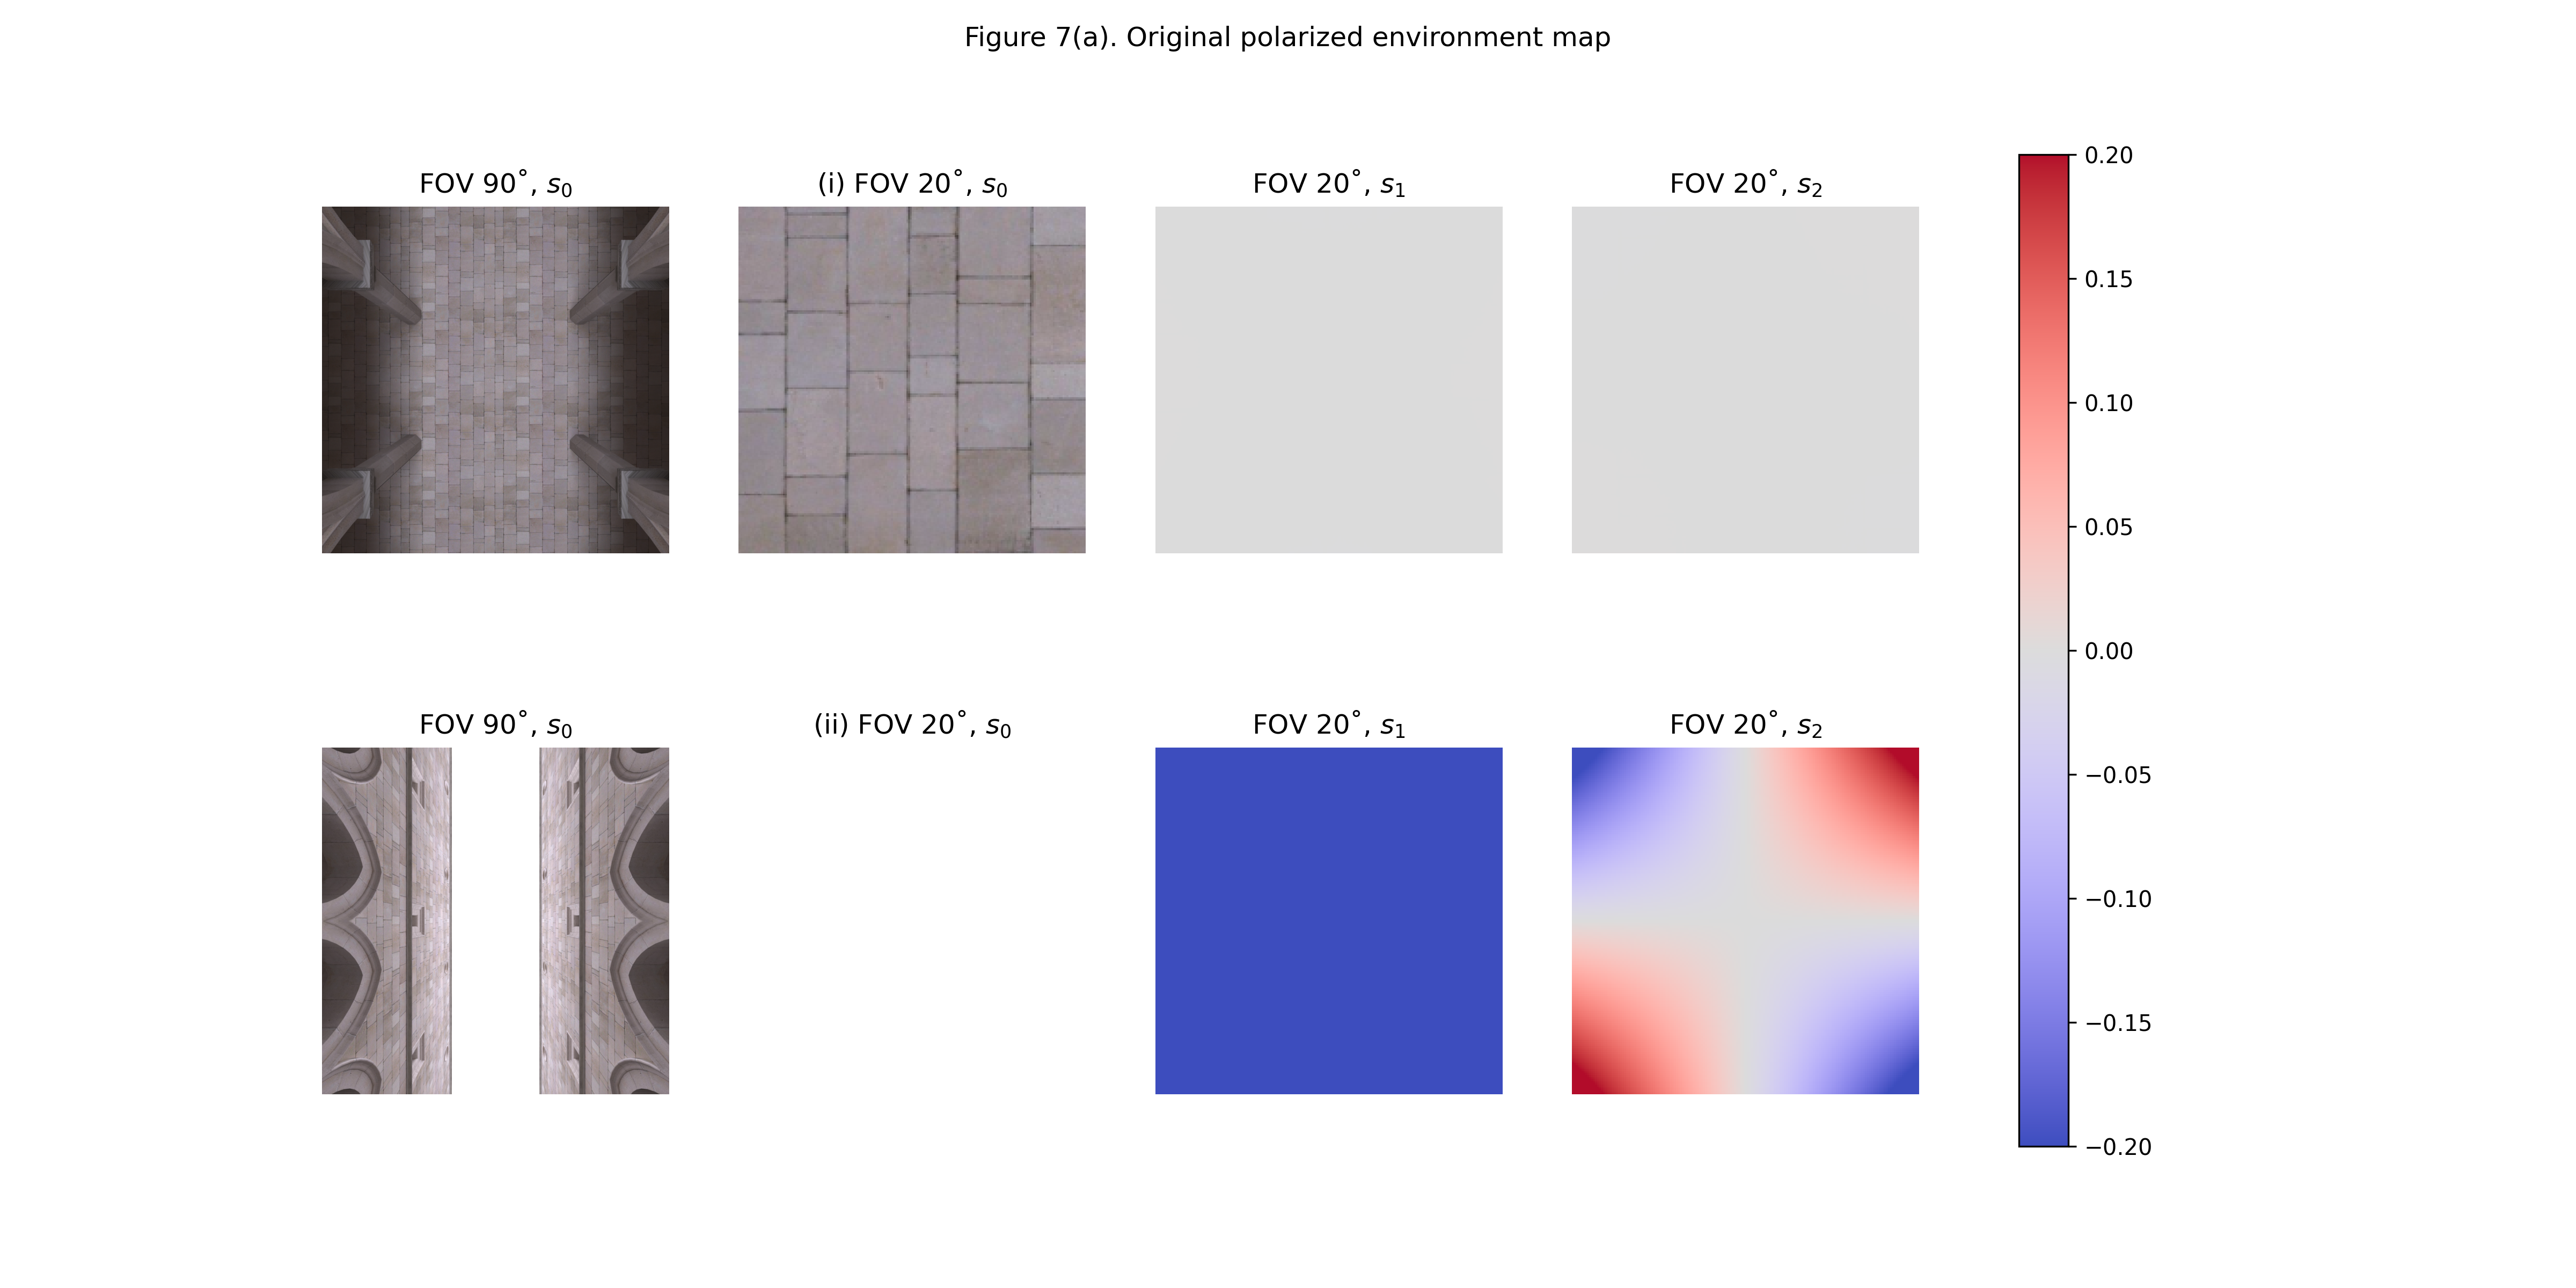 Figure 7(a). Original polarized environment map
FOV 90˚, s₀
(i) FOV 20˚, s₀
FOV 20˚, s₁
FOV 20˚, s₂
0.20
0.15
0.10
0.05
0.00
−0.05
−0.10
−0.15
−0.20
FOV 90˚, s₀
(ii) FOV 20˚, s₀
FOV 20˚, s₁
FOV 20˚, s₂